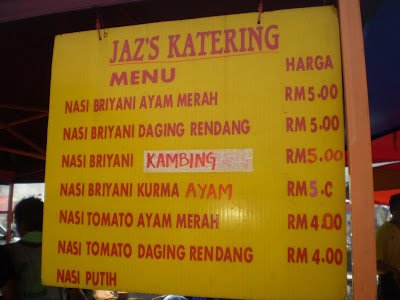 JAZ'S KATERING
MENU HARGA
NASI BRIYANI AYAM MERAH RM 5.00
NASI BRIYANI DAGING RENDANG RM 5.00
NASI BRIYANI KAMBING RM5.00
NASI BRIYANI KURMA AYAM RM5.C
NASI TOMATO AYAM MERAH RM 4.00
NASI TOMATO DAGING RENDANG RM 4.00
NASI PUTIH